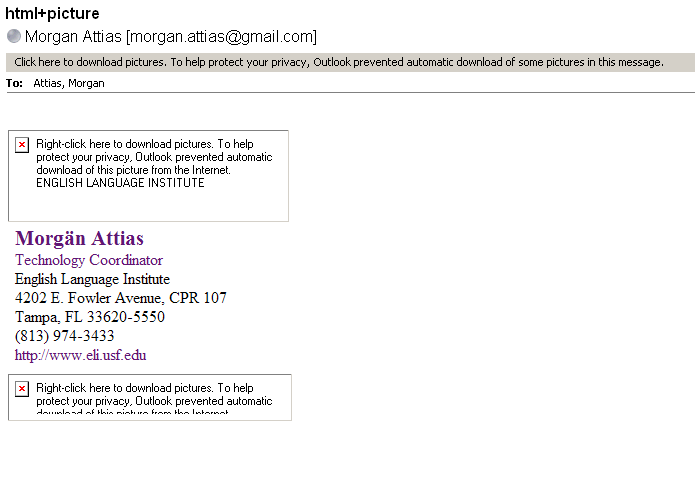 html+picture
Morgan Attias [morgan.attias@gmail.com]
Click here to download pictures. To help protect your privacy, Outlook prevented automatic download of some pictures in this message.
To: Attias, Morgan
Right-click here to download pictures. To help
protect your privacy, Outlook prevented automatic
download of this picture from the Internet.
ENGLISH LANGUAGE INSTITUTE
Morgän Attias
Technology Coordinator
English Language Institute
4202 E. Fowler Avenue, CPR 107
Tampa, FL 33620-5550
(813) 974-3433
http://www.eli.usf.edu
Right-click here to download pictures. To help
protect your privacy, Outlook prevented automatic
download of this picture from the Internet.